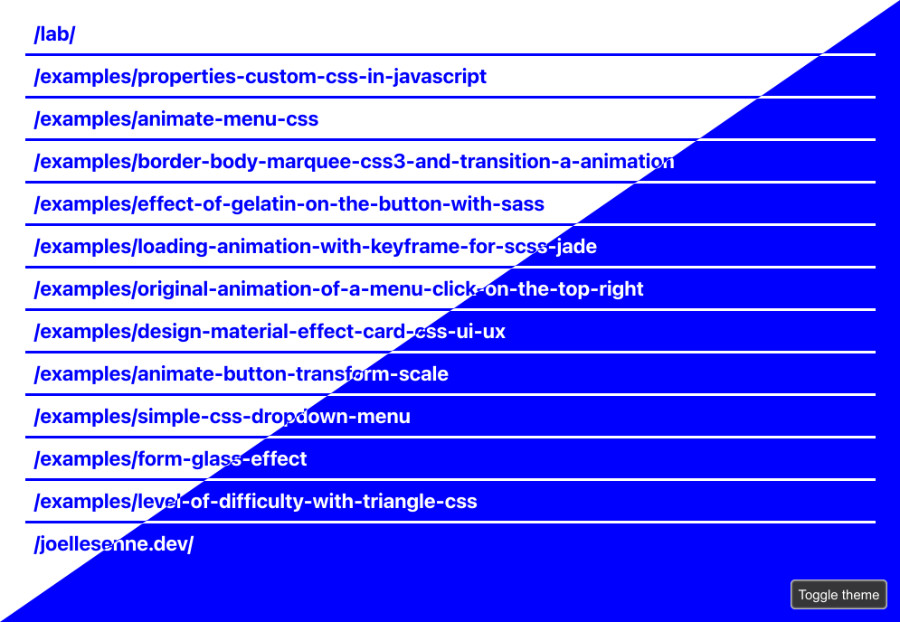 /lab/
/examples/properties-custom-css-in-javascript
/examples/animate-menu-css
/examples/border-body-marquee-css3-and-transition-a-animation
/examples/effect-of-gelatin-on-the-button-with-sass
/examples/loading-animation-with-keyframe-for-scss-jade
/examples/original-animation-of-a-menu-click-on-the-top-right
/examples/design-material-effect-card-css-ui-ux
/examples/animate-button-transform-scale
/examples/simple-css-dropdown-menu
/examples/form-glass-effect
/examples/level-of-difficulty-with-triangle-css
/joellesenne.dev/
Toggle theme